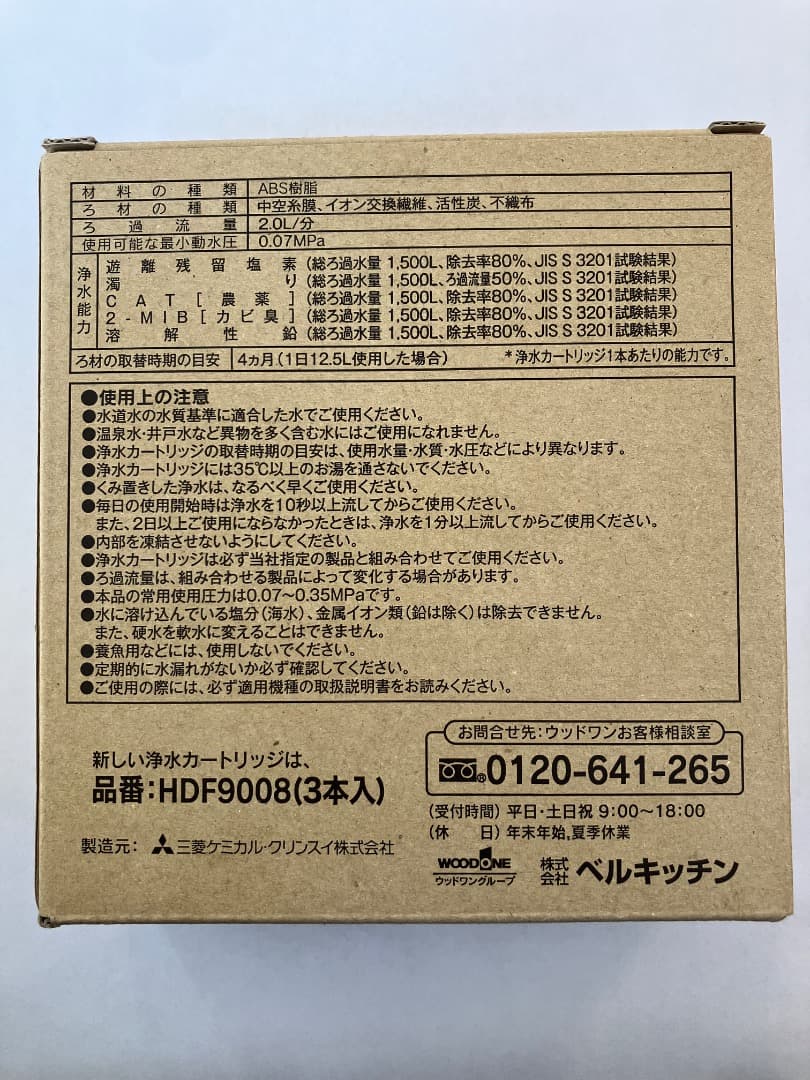 材料の種類 ABS樹脂
ろ材の種類 中空糸膜、イオン交換繊維、活性炭、不織布
ろ過流量 2.0L/分
使用可能な最小動水圧 0.07MPa
浄水能力
遊離残留塩素(総ろ過水量 1,500L、除去率80%、JIS S 3201試験結果)
濁り(総ろ過水量 1,500L、ろ過流量50%、JIS S 3201試験結果)
CAT[農薬](総ろ過水量 1,500L、除去率80%、JIS S 3201試験結果)
2-MIB[カビ臭](総ろ過水量 1,500L、除去率80%、JIS S 3201試験結果)
溶解性鉛(総ろ過水量 1,500L、除去率80%、JIS S 3201試験結果)
ろ材の取替時期の目安 4ヵ月(1日12.5L使用した場合) *浄水カートリッジ1本あたりの能力です。
●使用上の注意
●水道水の水質基準に適合した水でご使用ください。
●温泉水・井戸水など異物を多く含む水にはご使用になれません。
●浄水カートリッジの取替時期の目安は、使用水量・水質・水圧などにより異なります。
●浄水カートリッジには35℃以上のお湯を通さないでください。
●くみ置きした浄水は、なるべく早くご使用ください。
●毎日の使用開始時は浄水を10秒以上流してからご使用ください。
また、2日以上ご使用にならなかったときは、浄水を1分以上流してからご使用ください。
●内部を凍結させないようにしてください。
●浄水カートリッジは必ず当社指定の製品と組み合わせてご使用ください。
●ろ過流量は、組み合わせる製品によって変化する場合があります。
●本品の常用使用圧力は0.07〜0.35MPaです。
●水に溶け込んでいる塩分(海水)、金属イオン類(鉛は除く)は除去できません。
また、硬水を軟水に変えることはできません。
●養魚用などには、使用しないでください。
●定期的に水漏れがないか必ず確認してください。
●ご使用の際には、必ず適用機種の取扱説明書をお読みください。
新しい浄水カートリッジは、
品番:HDF9008(3本入)
製造元: 三菱ケミカル・クリンスイ株式会社
お問合せ先:ウッドワンお客様相談室
®0120-641-265
(受付時間) 平日・土日祝 9:00〜18:00
(休 日) 年末年始、夏季休業
WOODONE
ウッドワングループ
株式会社 ベルキッチン